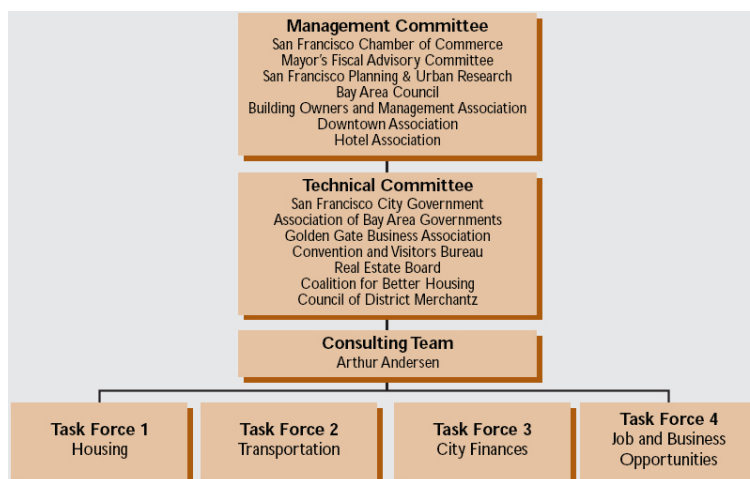 Management Committee
San Francisco Chamber of Commerce
Mayor's Fiscal Advisory Committee
San Francisco Planning & Urban Research
Bay Area Council
Building Owners and Management Association
Downtown Association
Hotel Association
Technical Committee
San Francisco City Government
Association of Bay Area Governments
Golden Gate Business Association
Convention and Visitors Bureau
Real Estate Board
Coalition for Better Housing
Council of District Merchantz
Consulting Team
Arthur Andersen
Task Force 1
Housing
Task Force 2
Transportation
Task Force 3
City Finances
Task Force 4
Job and Business
Opportunities